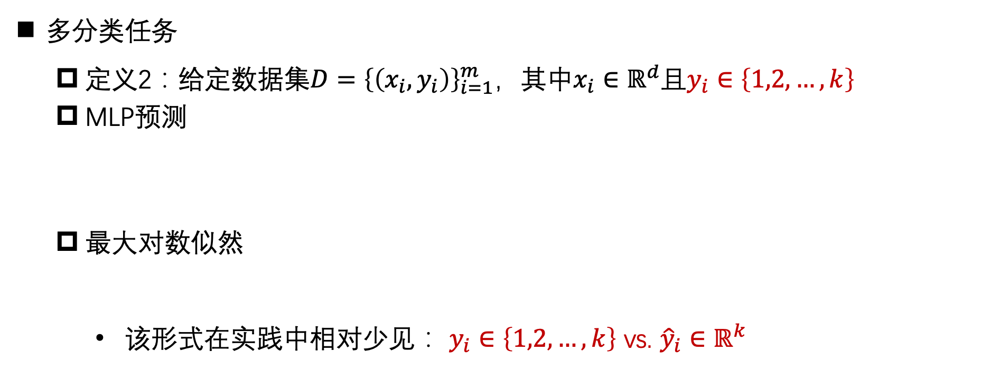 ■ 多分类任务
定义2：给定数据集$D = \{(x_i, y_i)\}_{i=1}^{m}$，其中$x_i \in \mathbb{R}^d$且$y_i \in \{1,2, \ldots, k\}$
MLP预测
最大对数似然
• 该形式在实践中相对少见：$y_i \in \{1,2, \ldots, k\}$ vs. $\hat{y}_i \in \mathbb{R}^k$